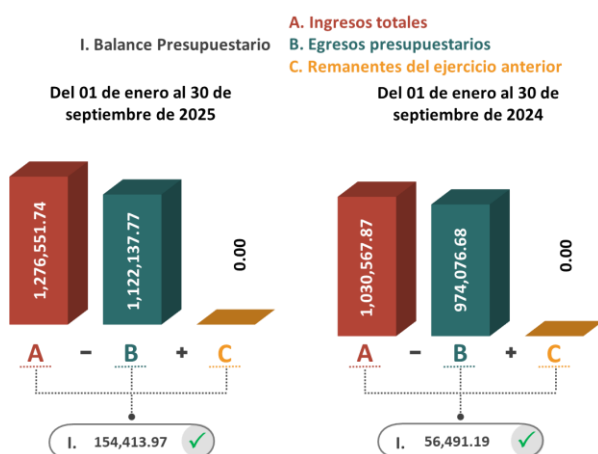 A. Ingresos totales
I. Balance Presupuestario
B. Egresos presupuestarios
C. Remanentes del ejercicio anterior
Del 01 de enero al 30 de
septiembre de 2025
1,276,551.74
1,122,137.77
0.00
A – B + C
I. 154,413.97 ✓
Del 01 de enero al 30 de
septiembre de 2024
1,030,567.87
974,076.68
0.00
A – B + C
I. 56,491.19 ✓